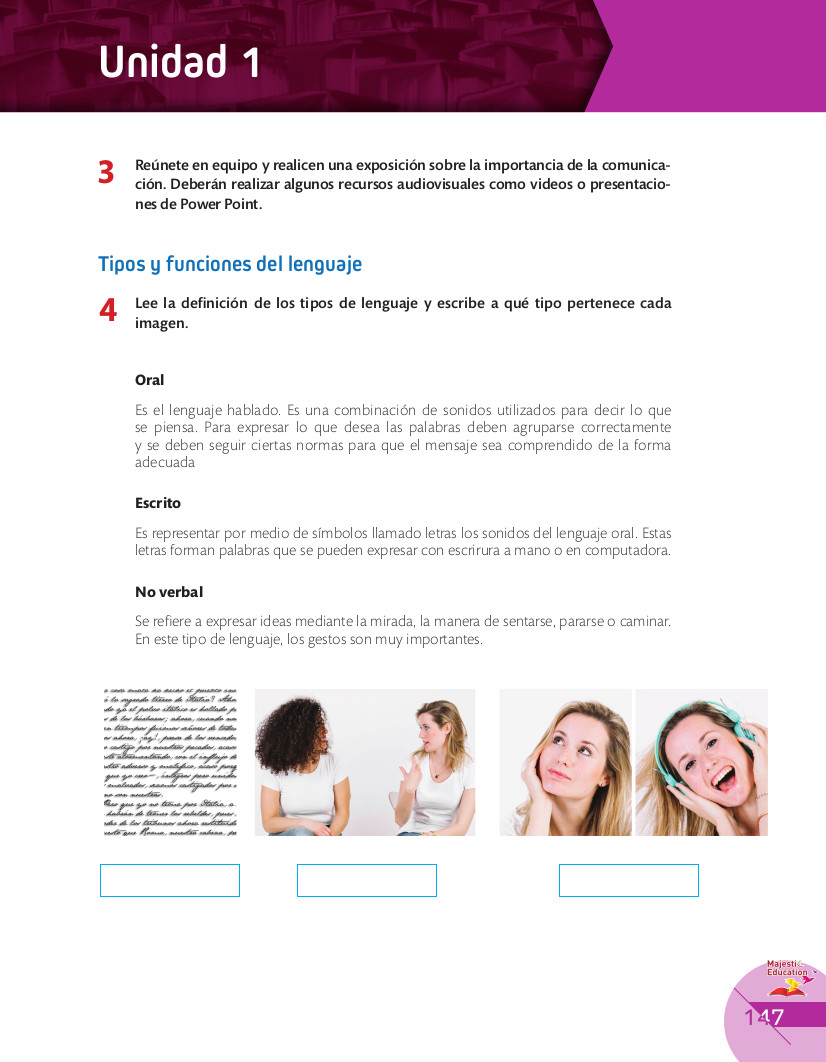 Unidad 1
3
Reúnete en equipo y realicen una exposición sobre la importancia de la comunica-
ción. Deberán realizar algunos recursos audiovisuales como videos o presentacio-
nes de Power Point.
Tipos y funciones del lenguaje
4
Lee la definición de los tipos de lenguaje y escribe a qué tipo pertenece cada
imagen.
Oral
Es el lenguaje hablado. Es una combinación de sonidos utilizados para decir lo que
se piensa. Para expresar lo que desea las palabras deben agruparse correctamente
y se deben seguir ciertas normas para que el mensaje sea comprendido de la forma
adecuada
Escrito
Es representar por medio de símbolos llamado letras los sonidos del lenguaje oral. Estas
letras forman palabras que se pueden expresar con escrirura a mano o en computadora.
No verbal
Se refiere a expresar ideas mediante la mirada, la manera de sentarse, pararse o caminar.
En este tipo de lenguaje, los gestos son muy importantes.
Majestic
Education
147